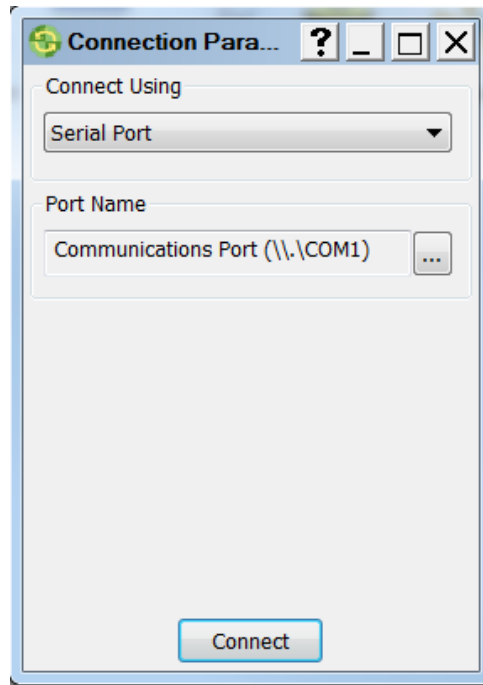 Connection Para...
Connect Using
Serial Port
Port Name
Communications Port (\\.\COM1)
...
Connect